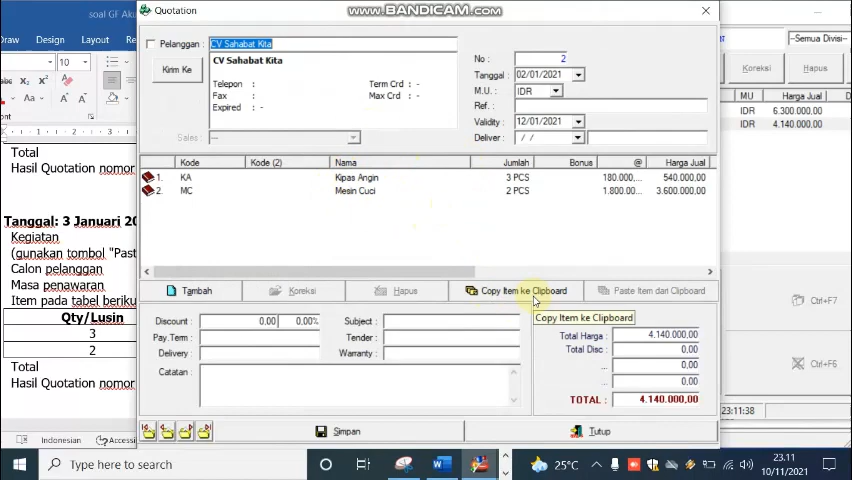 soal GF Aku
Quotation
WWW.BANDICAM.COM
Draw Design Layout
10
Aa
Total
Hasil Quotation nomor
Tanggal: 3 Januari 20
Kegiatan
(gunakan tombol "Past
Calon pelanggan
Masa penawaran
Item pada tabel beriku
Qty/Lusin
3
2
Total
Hasil Quotation nomor
Indonesian Accessi
Pelanggan : CV Sahabat Kita
Kirim Ke
CV Sahabat Kita
Telepon : Term Crd : -
Fax : Max Crd : -
Expired : -
Sales : ---
No : 2
Tanggal : 02/01/2021
M.U. : IDR
Ref. :
Validity : 12/01/2021
Deliver : / /
Kode Kode (2) Nama Jumlah Bonus @ Harga Jual
1. KA Kipas Angin 3 PCS 180.000,... 540.000,00
2. MC Mesin Cuci 2 PCS 1.800.00... 3.600.000,00
Tambah Koreksi Hapus Copy Item ke Clipboard Paste Item dari Clipboard
Copy Item ke Clipboard
Discount : 0.00 0.00% Subject :
Pay.Term : Tender :
Delivery : Warranty :
Catatan :
Total Harga : 4.140.000,00
Total Disc : 0,00
... 0,00
... 0,00
TOTAL : 4.140.000,00
Simpan Tutup
--Semua Divisi--
Koreksi Hapus
MU Harga Jual
IDR 6.300.000,00
IDR 4.140.000,00
Ctrl+F7
Ctrl+F6
23:11:38
Type here to search
25°C
23.11
10/11/2021